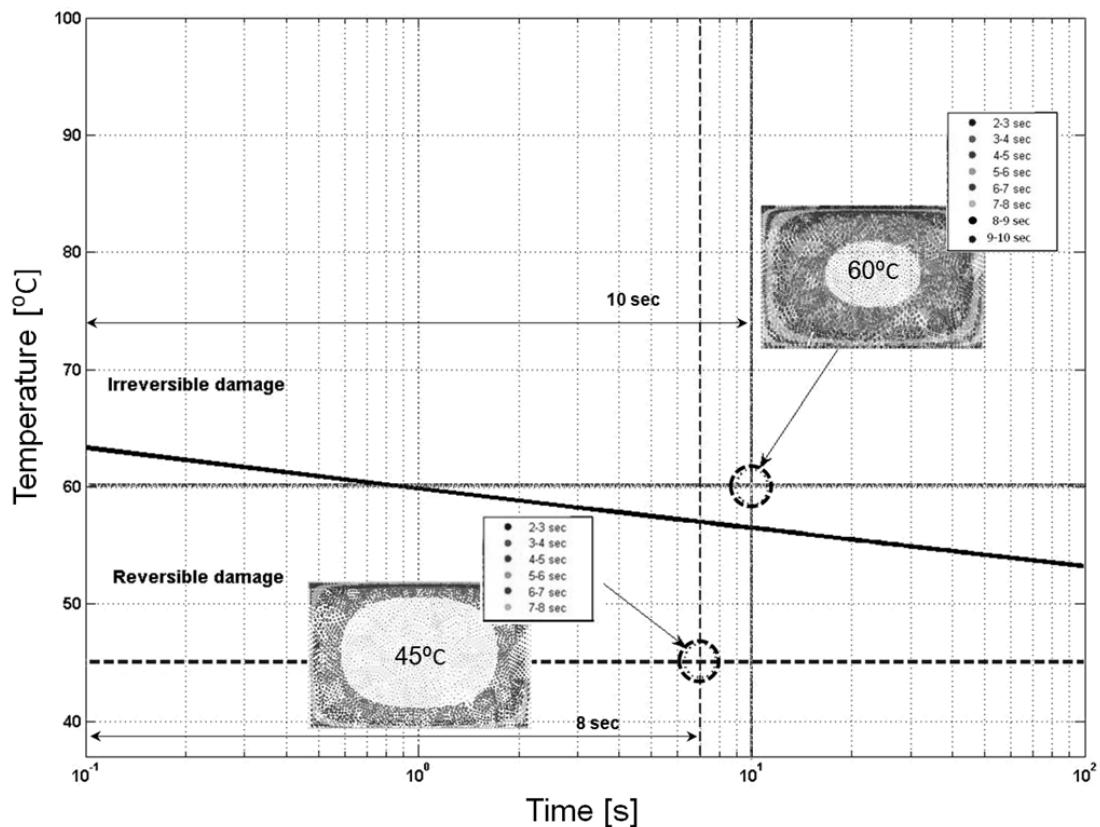 100
90
80
70
60
50
40
Temperature [⁰C]
2-3 sec
3-4 sec
4-5 sec
5-6 sec
6-7 sec
7-8 sec
8-9 sec
9-10 sec
60⁰C
10 sec
Irreversible damage
Reversible damage
2-3 sec
3-4 sec
4-5 sec
5-6 sec
6-7 sec
7-8 sec
45⁰C
8 sec
10⁻¹
10⁰
10¹
10²
Time [s]